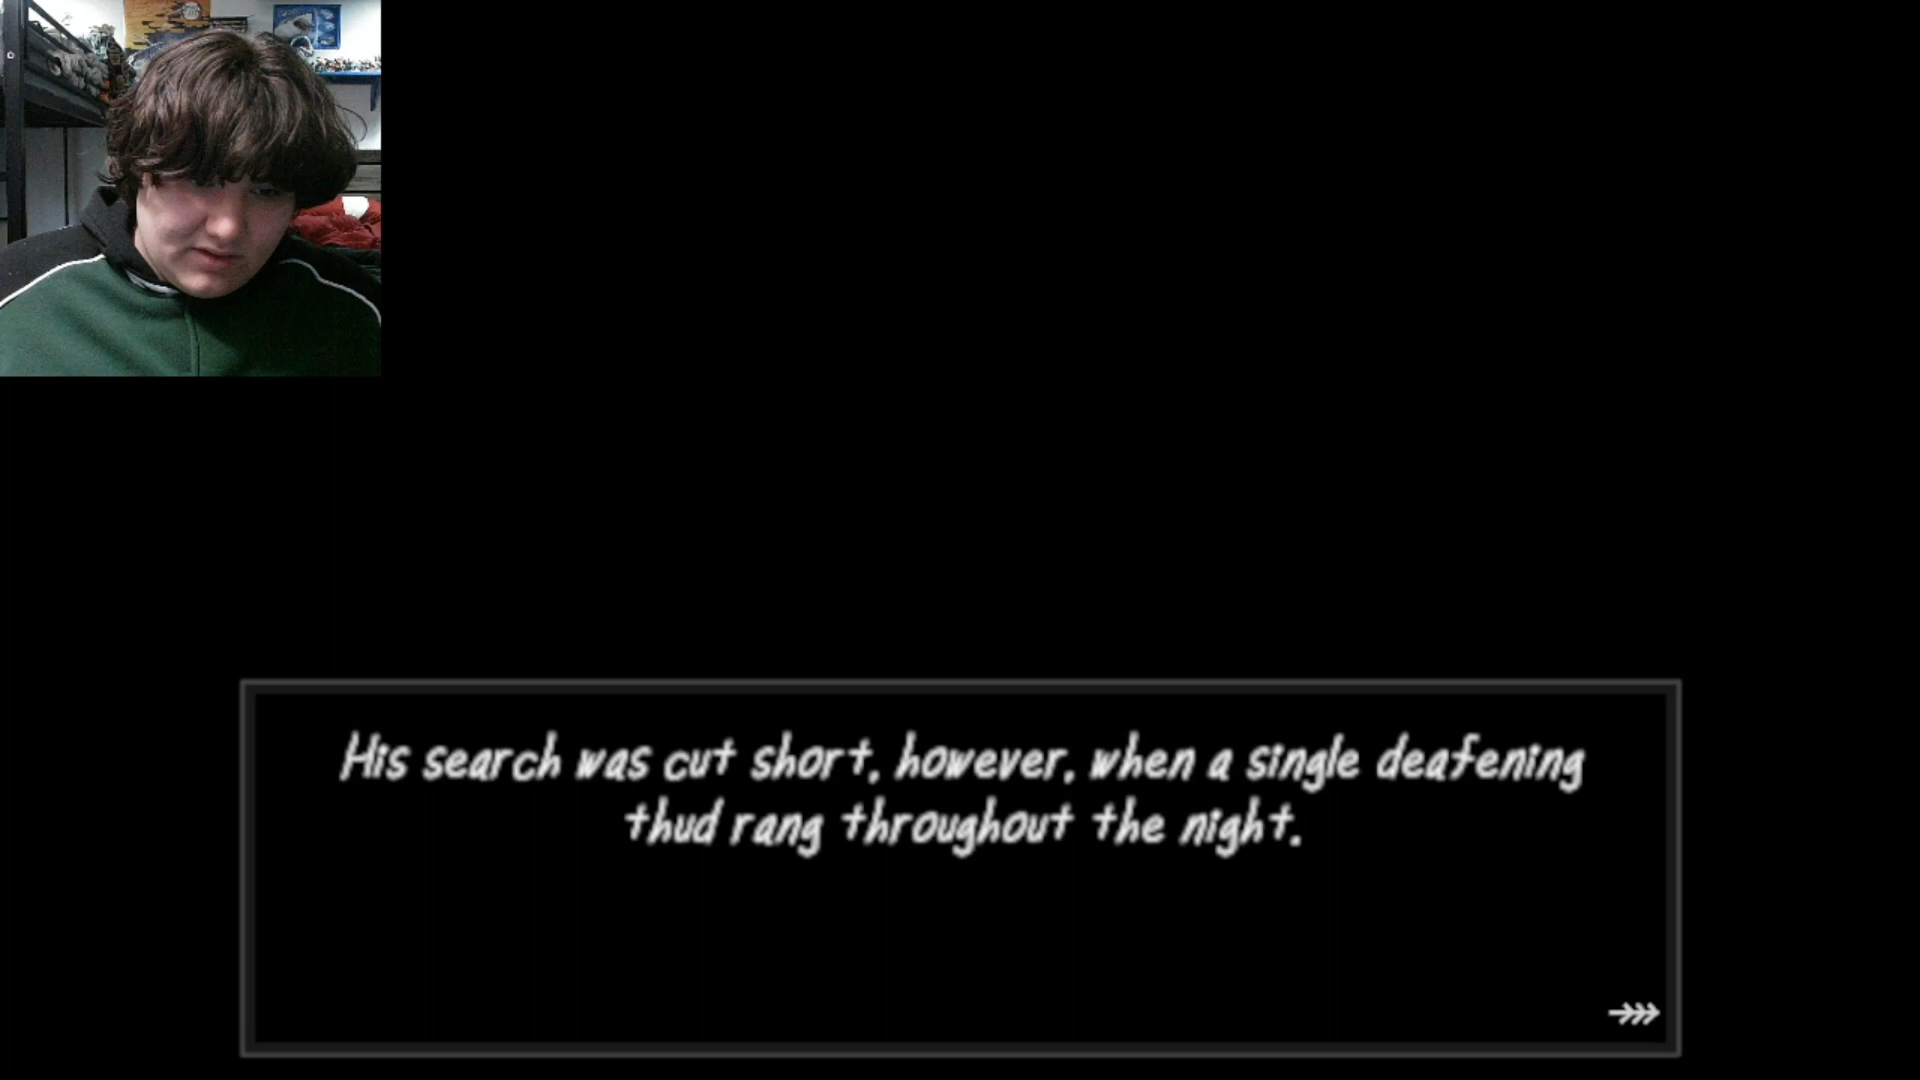 His search was cut short, however, when a single deafening
thud rang throughout the night.